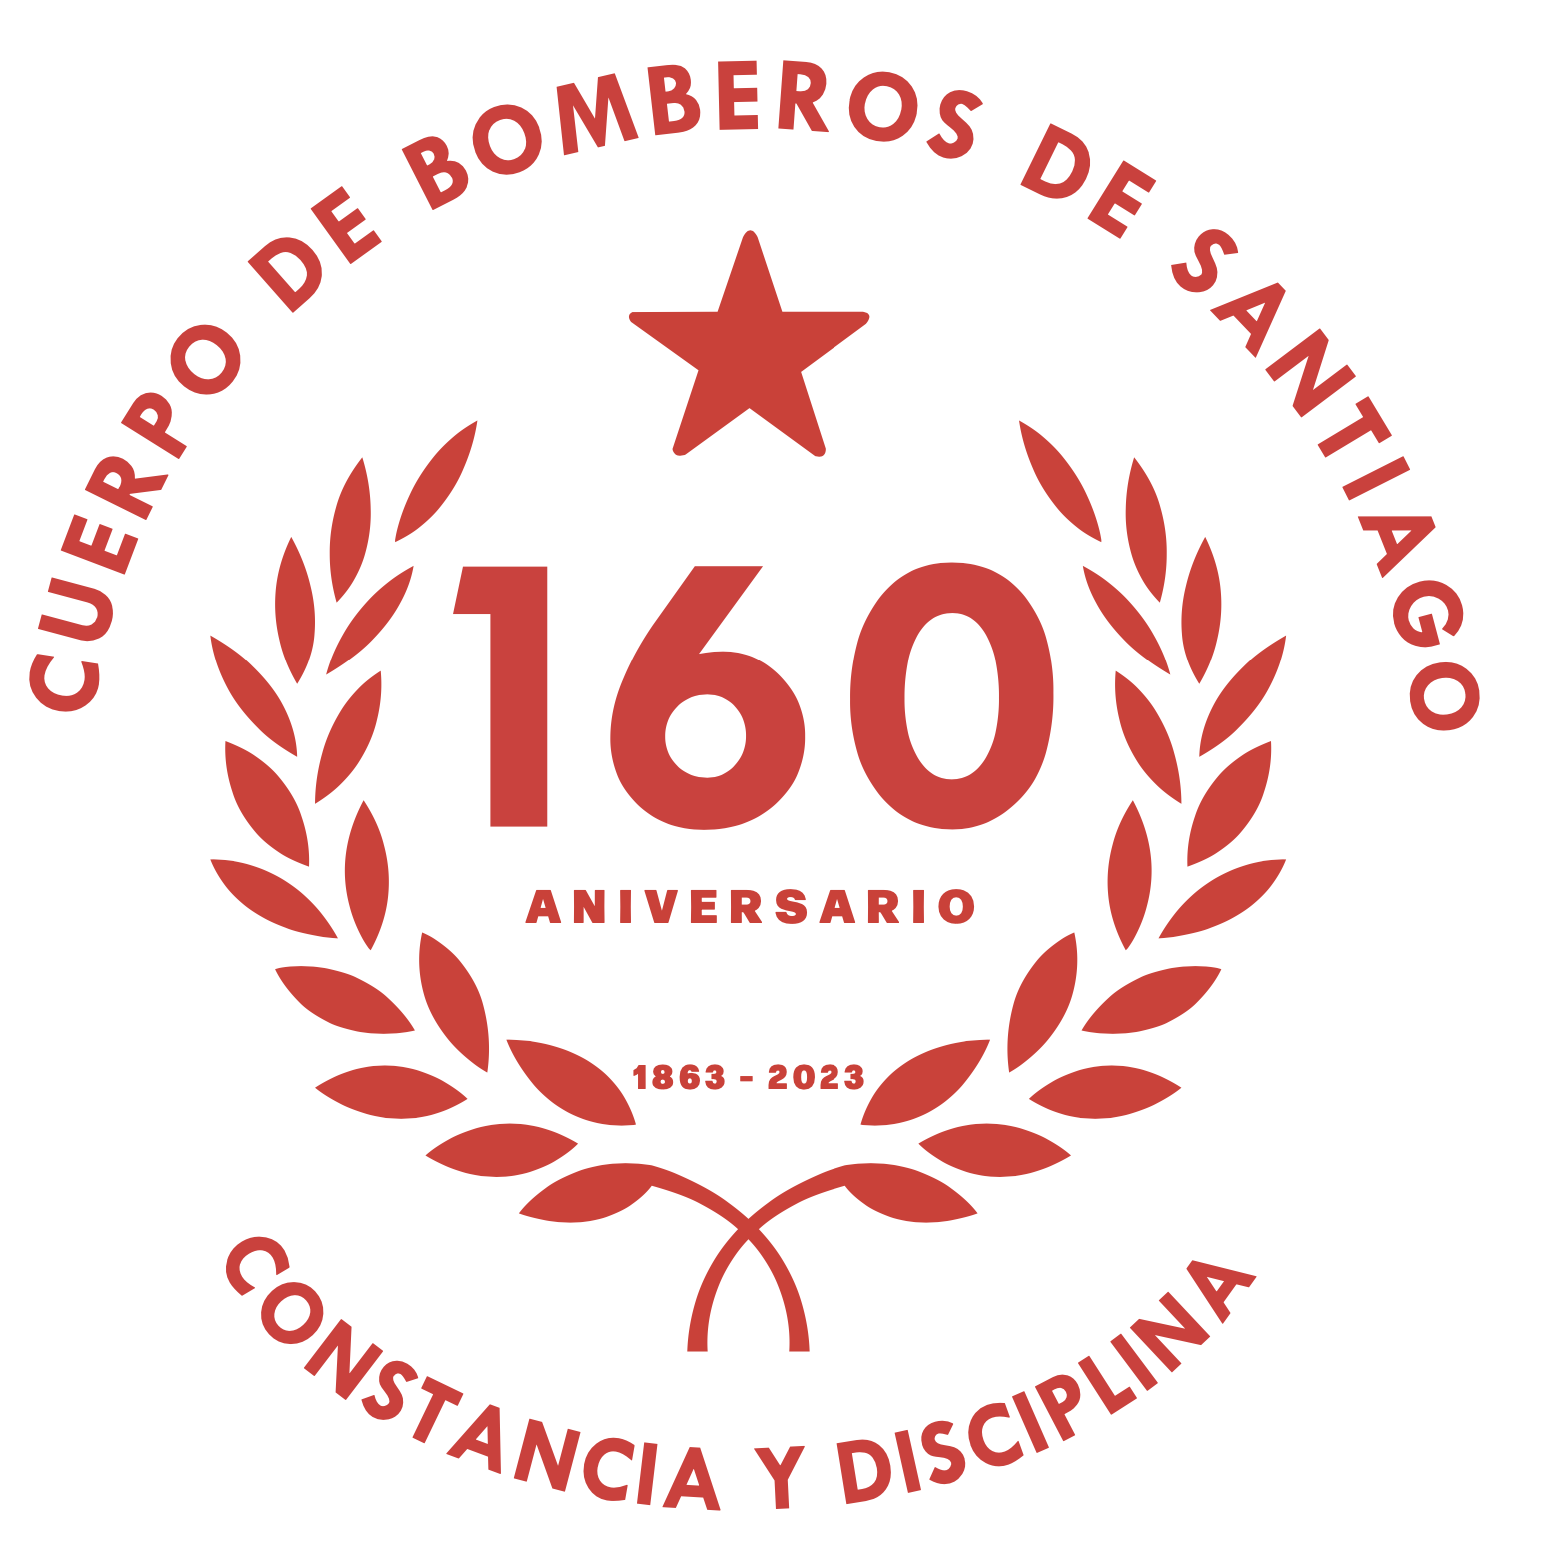 CUERPO DE BOMBEROS DE SANTIAGO
160
ANIVERSARIO
1863 - 2023
CONSTANCIA Y DISCIPLINA